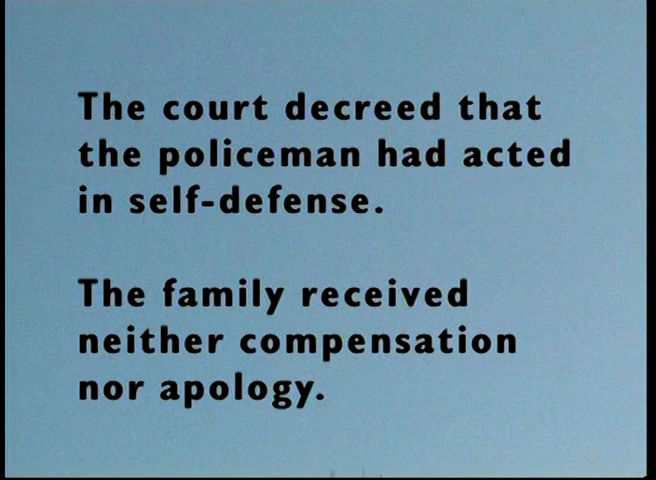 The court decreed that
the policeman had acted
in self-defense.
The family received
neither compensation
nor apology.